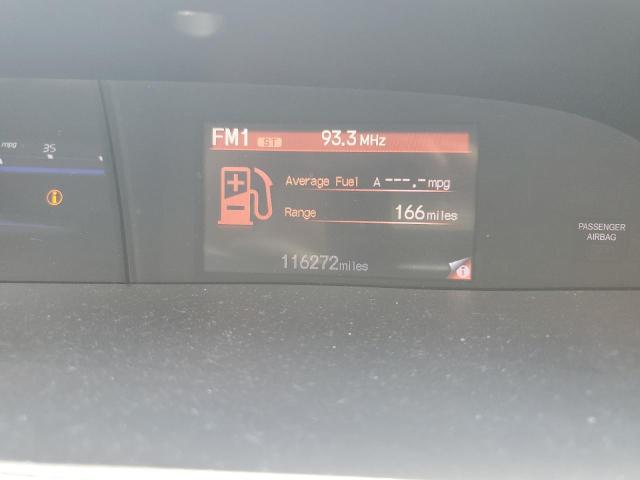 mpg 35
FM1 ST 93.3 MHz
Average Fuel A ---.- mpg
Range 166 miles
116272 miles
PASSENGER
AIRBAG